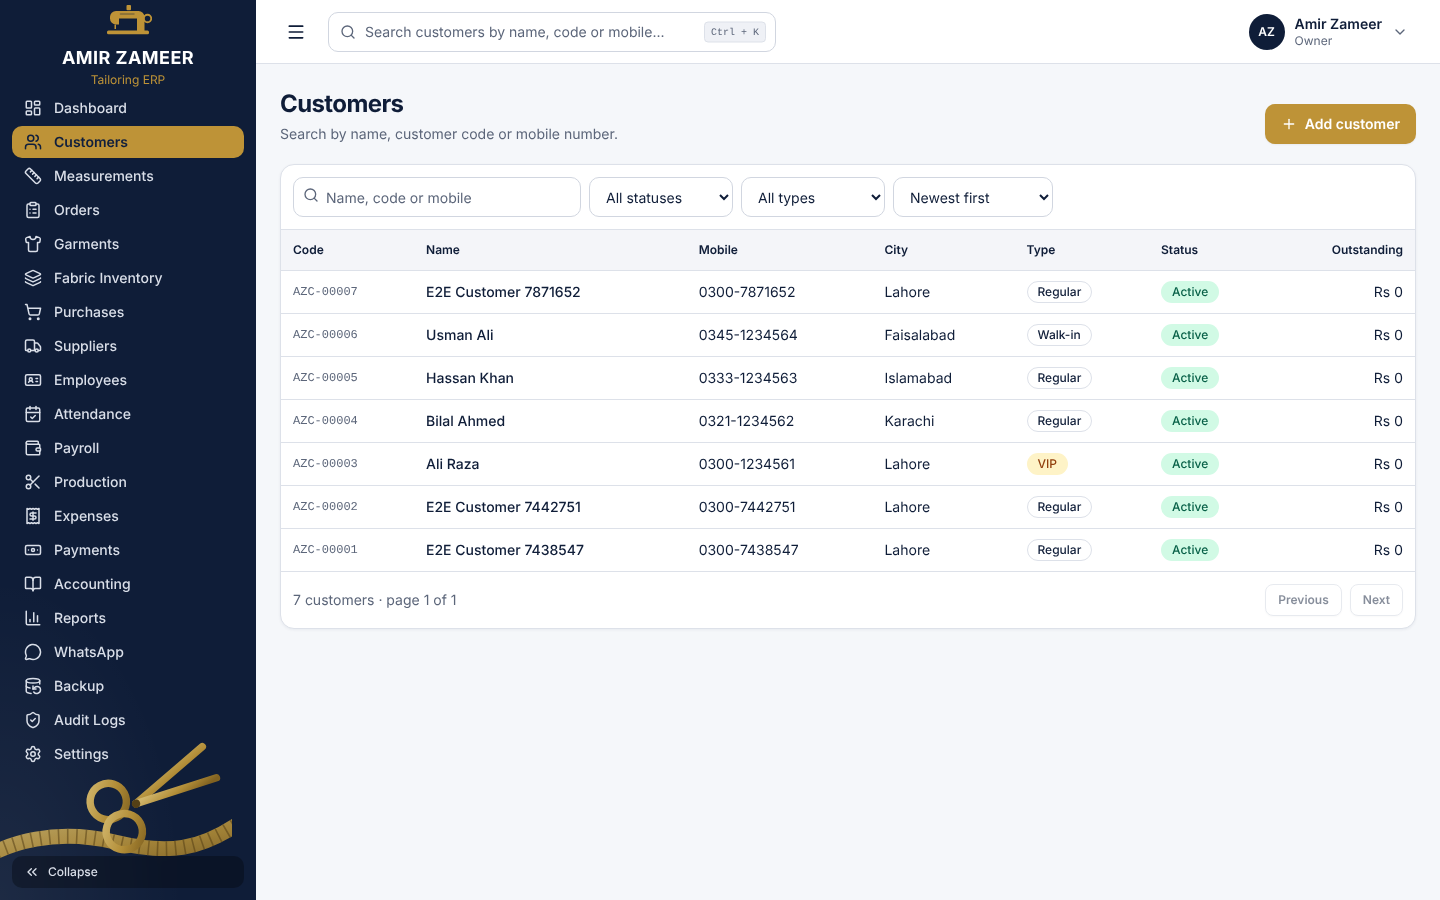 AMIR ZAMEER
Tailoring ERP
Dashboard
Customers
Measurements
Orders
Garments
Fabric Inventory
Purchases
Suppliers
Employees
Attendance
Payroll
Production
Expenses
Payments
Accounting
Reports
WhatsApp
Backup
Audit Logs
Settings
Collapse
Search customers by name, code or mobile... Ctrl + K
AZ Amir Zameer
Owner
Customers
Search by name, customer code or mobile number.
+ Add customer
Name, code or mobile All statuses All types Newest first
Code Name Mobile City Type Status Outstanding
AZC-00007 E2E Customer 7871652 0300-7871652 Lahore Regular Active Rs 0
AZC-00006 Usman Ali 0345-1234564 Faisalabad Walk-in Active Rs 0
AZC-00005 Hassan Khan 0333-1234563 Islamabad Regular Active Rs 0
AZC-00004 Bilal Ahmed 0321-1234562 Karachi Regular Active Rs 0
AZC-00003 Ali Raza 0300-1234561 Lahore VIP Active Rs 0
AZC-00002 E2E Customer 7442751 0300-7442751 Lahore Regular Active Rs 0
AZC-00001 E2E Customer 7438547 0300-7438547 Lahore Regular Active Rs 0
7 customers · page 1 of 1 Previous Next